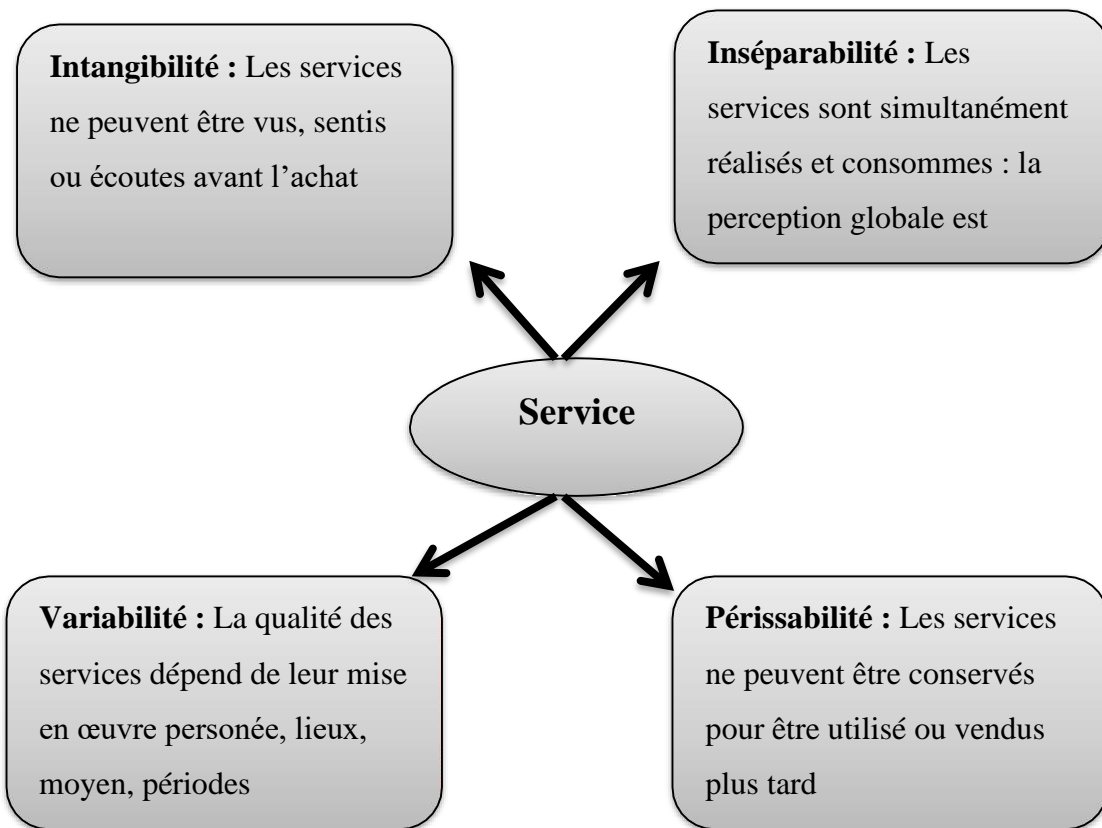 Intangibilité : Les services
ne peuvent être vus, sentis
ou écoutes avant l’achat
Inséparabilité : Les
services sont simultanément
réalisés et consommes : la
perception globale est
Service
Variabilité : La qualité des
services dépend de leur mise
en œuvre personée, lieux,
moyen, périodes
Périssabilité : Les services
ne peuvent être conservés
pour être utilisé ou vendus
plus tard